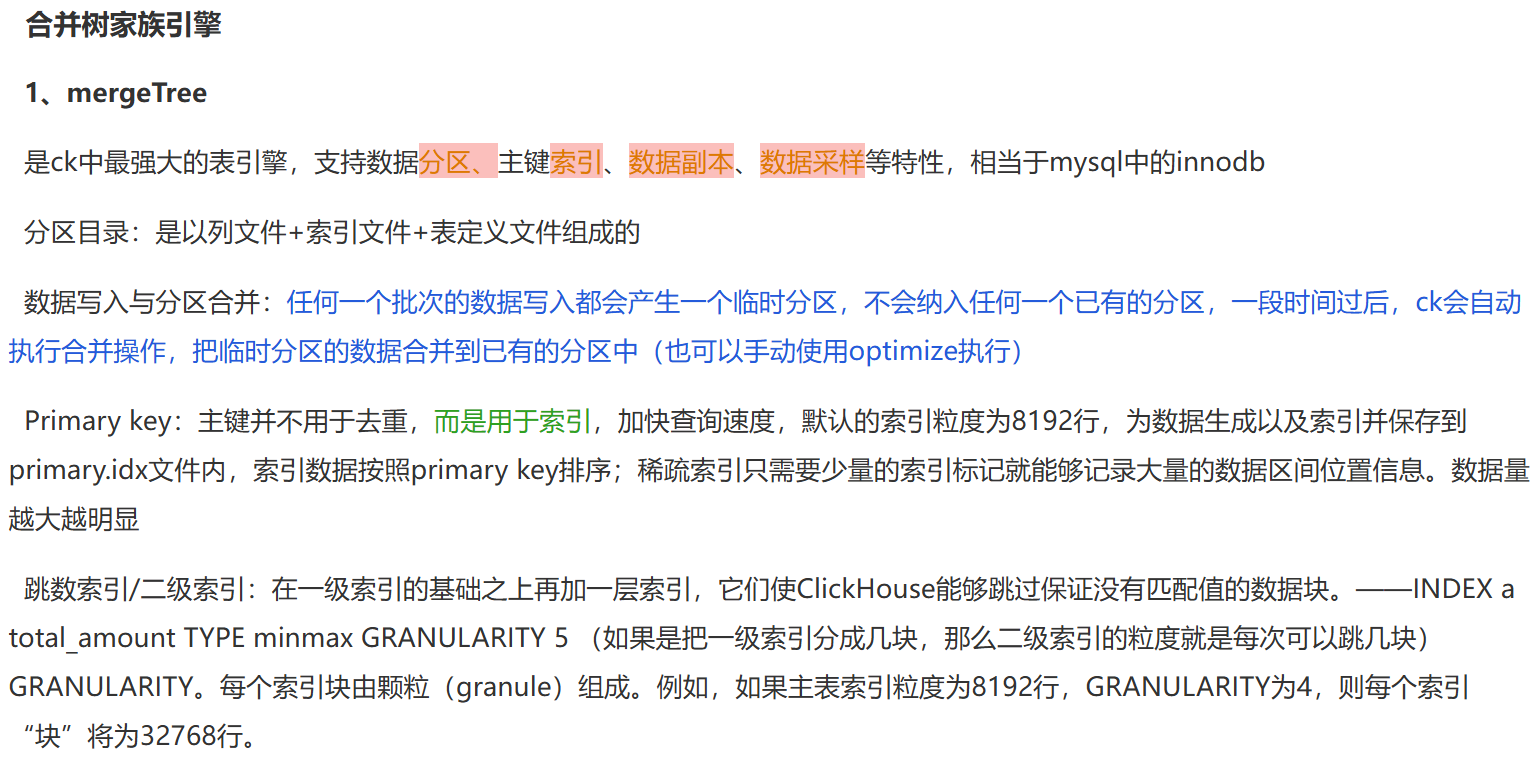 合并树家族引擎
1、mergeTree
是ck中最强大的表引擎，支持数据分区、主键索引、数据副本、数据采样等特性，相当于mysql中的innodb
分区目录：是以列文件+索引文件+表定义文件组成的
数据写入与分区合并：任何一个批次的数据写入都会产生一个临时分区，不会纳入任何一个已有的分区，一段时间过后，ck会自动
执行合并操作，把临时分区的数据合并到已有的分区中（也可以手动使用optimize执行）
Primary key：主键并不用于去重，而是用于索引，加快查询速度，默认的索引粒度为8192行，为数据生成以及索引并保存到
primary.idx文件内，索引数据按照primary key排序；稀疏索引只需要少量的索引标记就能够记录大量的数据区间位置信息。数据量
越大越明显
跳数索引/二级索引：在一级索引的基础之上再加一层索引，它们使ClickHouse能够跳过保证没有匹配值的数据块。——INDEX a
total_amount TYPE minmax GRANULARITY 5 （如果是把一级索引分成几块，那么二级索引的粒度就是每次可以跳几块）
GRANULARITY。每个索引块由颗粒（granule）组成。例如，如果主表索引粒度为8192行，GRANULARITY为4，则每个索引
“块”将为32768行。